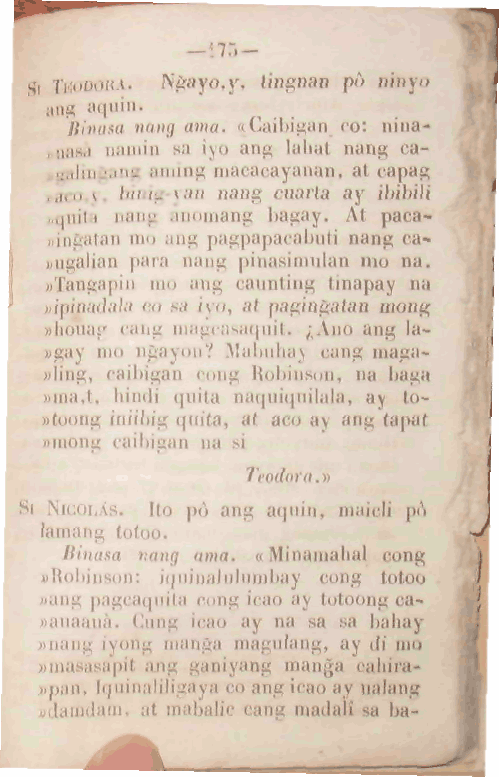 —175—
SI TEODORA. Ngayo,y, tingnan pô ninyo
ang aquin.
Binasa nang ama. «Caibigan co: nina-
»nasa namin sa iyo ang lahat nang ca-
»galingang aming macacayanan, at capag
»aco,y, binig-yan nang cuarta ay ibibili
»quita nang anomang bagay. At paca-
»ingatan mo ang pagpapacabuti nang ca-
»ugalian para nang pinasimulan mo na.
»Tangapin mo ang caunting tinapay na
»ipinadala co sa iyo, at pagingatan mong
»houag cang magcasaquit. ¿Ano ang la-
»gay mo ngayon? Mabuhay cang maga-
»ling, caibigan cong Robinson, na baga
»ma,t, hindi quita naquiquilala, ay to-
»toong iniibig quita, at aco ay ang tapat
»mong caibigan na si
Teodora.»
SI NICOLÁS. Ito pô ang aquin, maicli pô
lamang totoo.
Binasa nang ama. «Minamahal cong
»Robinson: iquinalulumbay cong totoo
»ang pagcaquita cong icao ay totoong ca-
»auaauà. Cung icao ay na sa sa bahay
»nang iyong manga magulang, ay di mo
»masasapit ang ganiyang manga cahira-
»pan. Iquinaliligaya co ang icao ay ualang
»damdam, at mabalic cang madalî sa ba-